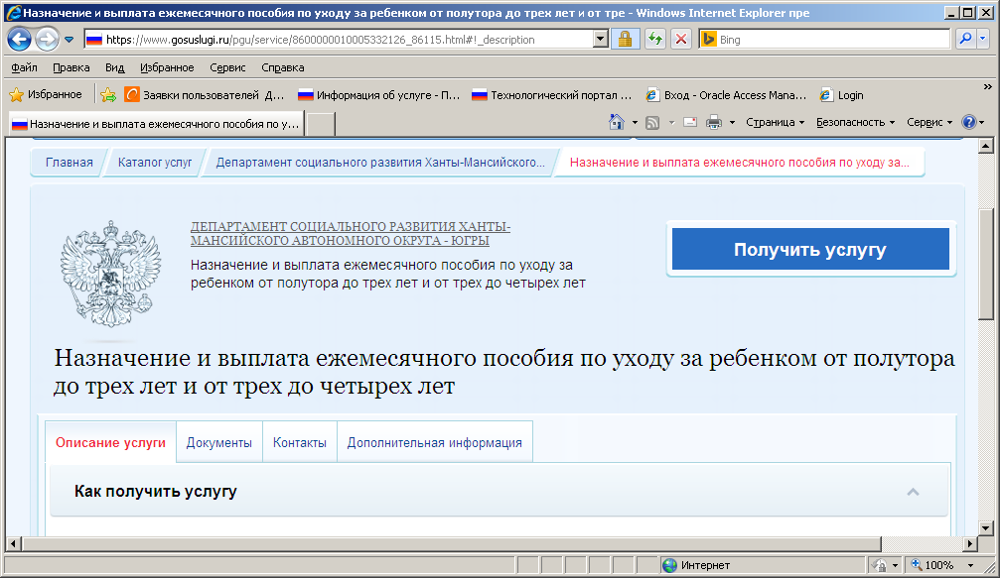 Назначение и выплата ежемесячного пособия по уходу за ребенком от полутора до трех лет и от тре - Windows Internet Explorer пре
https://www.gosuslugi.ru/pgu/service/8600000010005332126_86115.html#!_description
Bing
Файл Правка Вид Избранное Сервис Справка
Избранное Заявки пользователей Д... Информация об услуге - П... Технологический портал ... Вход - Oracle Access Mana... Login »
Назначение и выплата ежемесячного пособия по у... Страница Безопасность Сервис
Главная Каталог услуг Департамент социального развития Ханты-Мансийского... Назначение и выплата ежемесячного пособия по уходу за...
ДЕПАРТАМЕНТ СОЦИАЛЬНОГО РАЗВИТИЯ ХАНТЫ-
МАНСИЙСКОГО АВТОНОМНОГО ОКРУГА - ЮГРЫ
Назначение и выплата ежемесячного пособия по уходу за
ребенком от полутора до трех лет и от трех до четырех лет
Получить услугу
Назначение и выплата ежемесячного пособия по уходу за ребенком от полутора
до трех лет и от трех до четырех лет
Описание услуги Документы Контакты Дополнительная информация
Как получить услугу
Интернет 100%